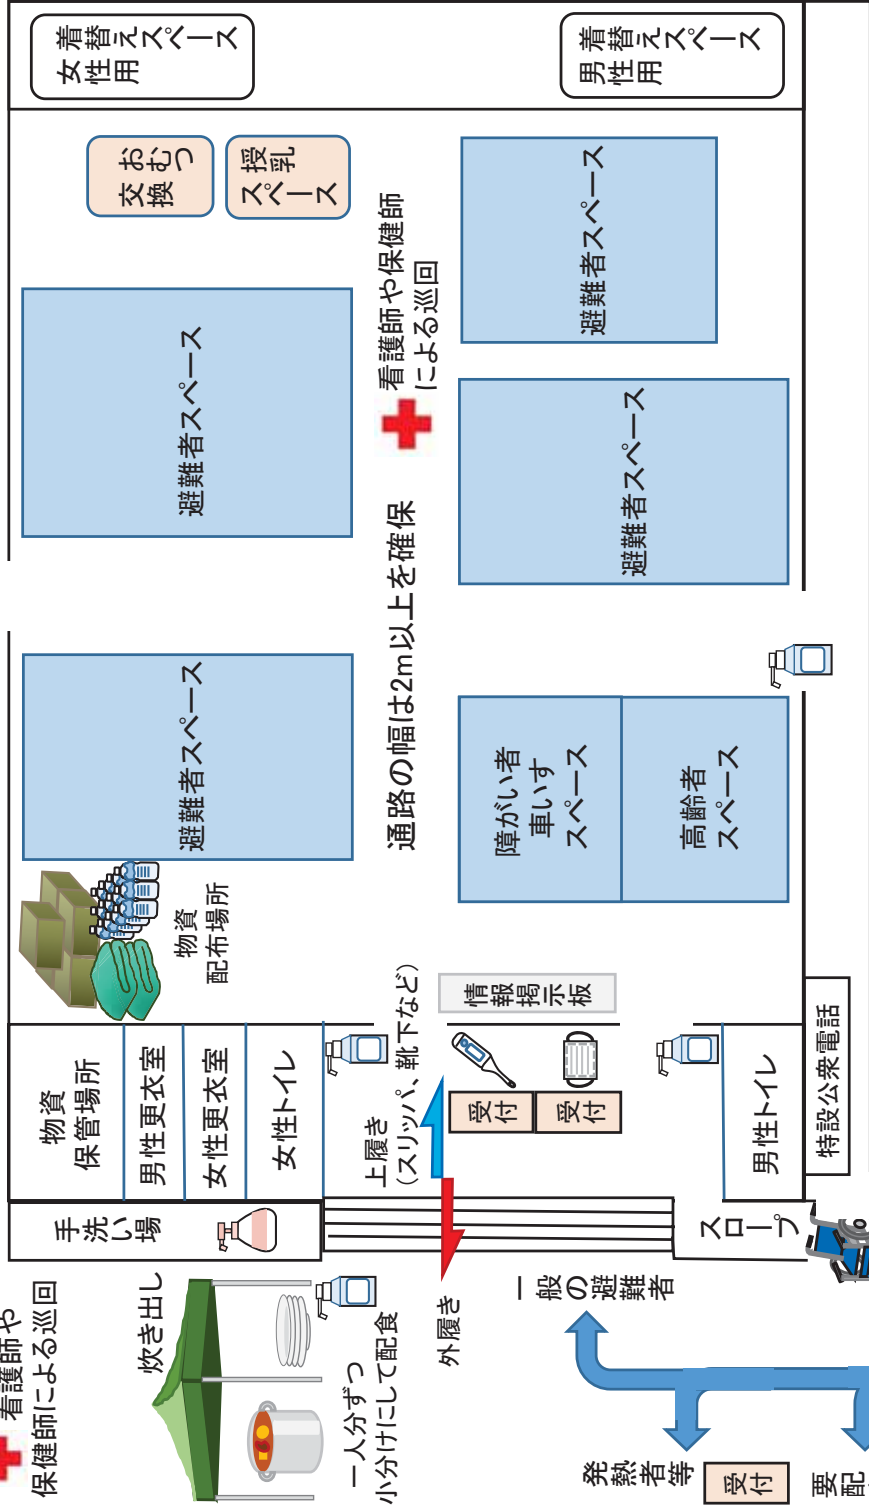 看護師や
保健師による巡回
手洗い場
物資
保管場所
男性更衣室
女性更衣室
女性トイレ
物資
配布場所
避難者スペース
避難者スペース
おむつ
交換
授乳
スペース
着替えスペース
女性用
炊き出し
一人分ずつ
小分けにして配食
外履き
上履き
(スリッパ、靴下など)
通路の幅は2m以上を確保
看護師や保健師
による巡回
一般の避難者
受付
受付
情報掲示板
障がい者
車いす
スペース
高齢者
スペース
避難者スペース
避難者スペース
着替えスペース
男性用
発熱者等
受付
スロープ
男性トイレ
特設公衆電話
要配